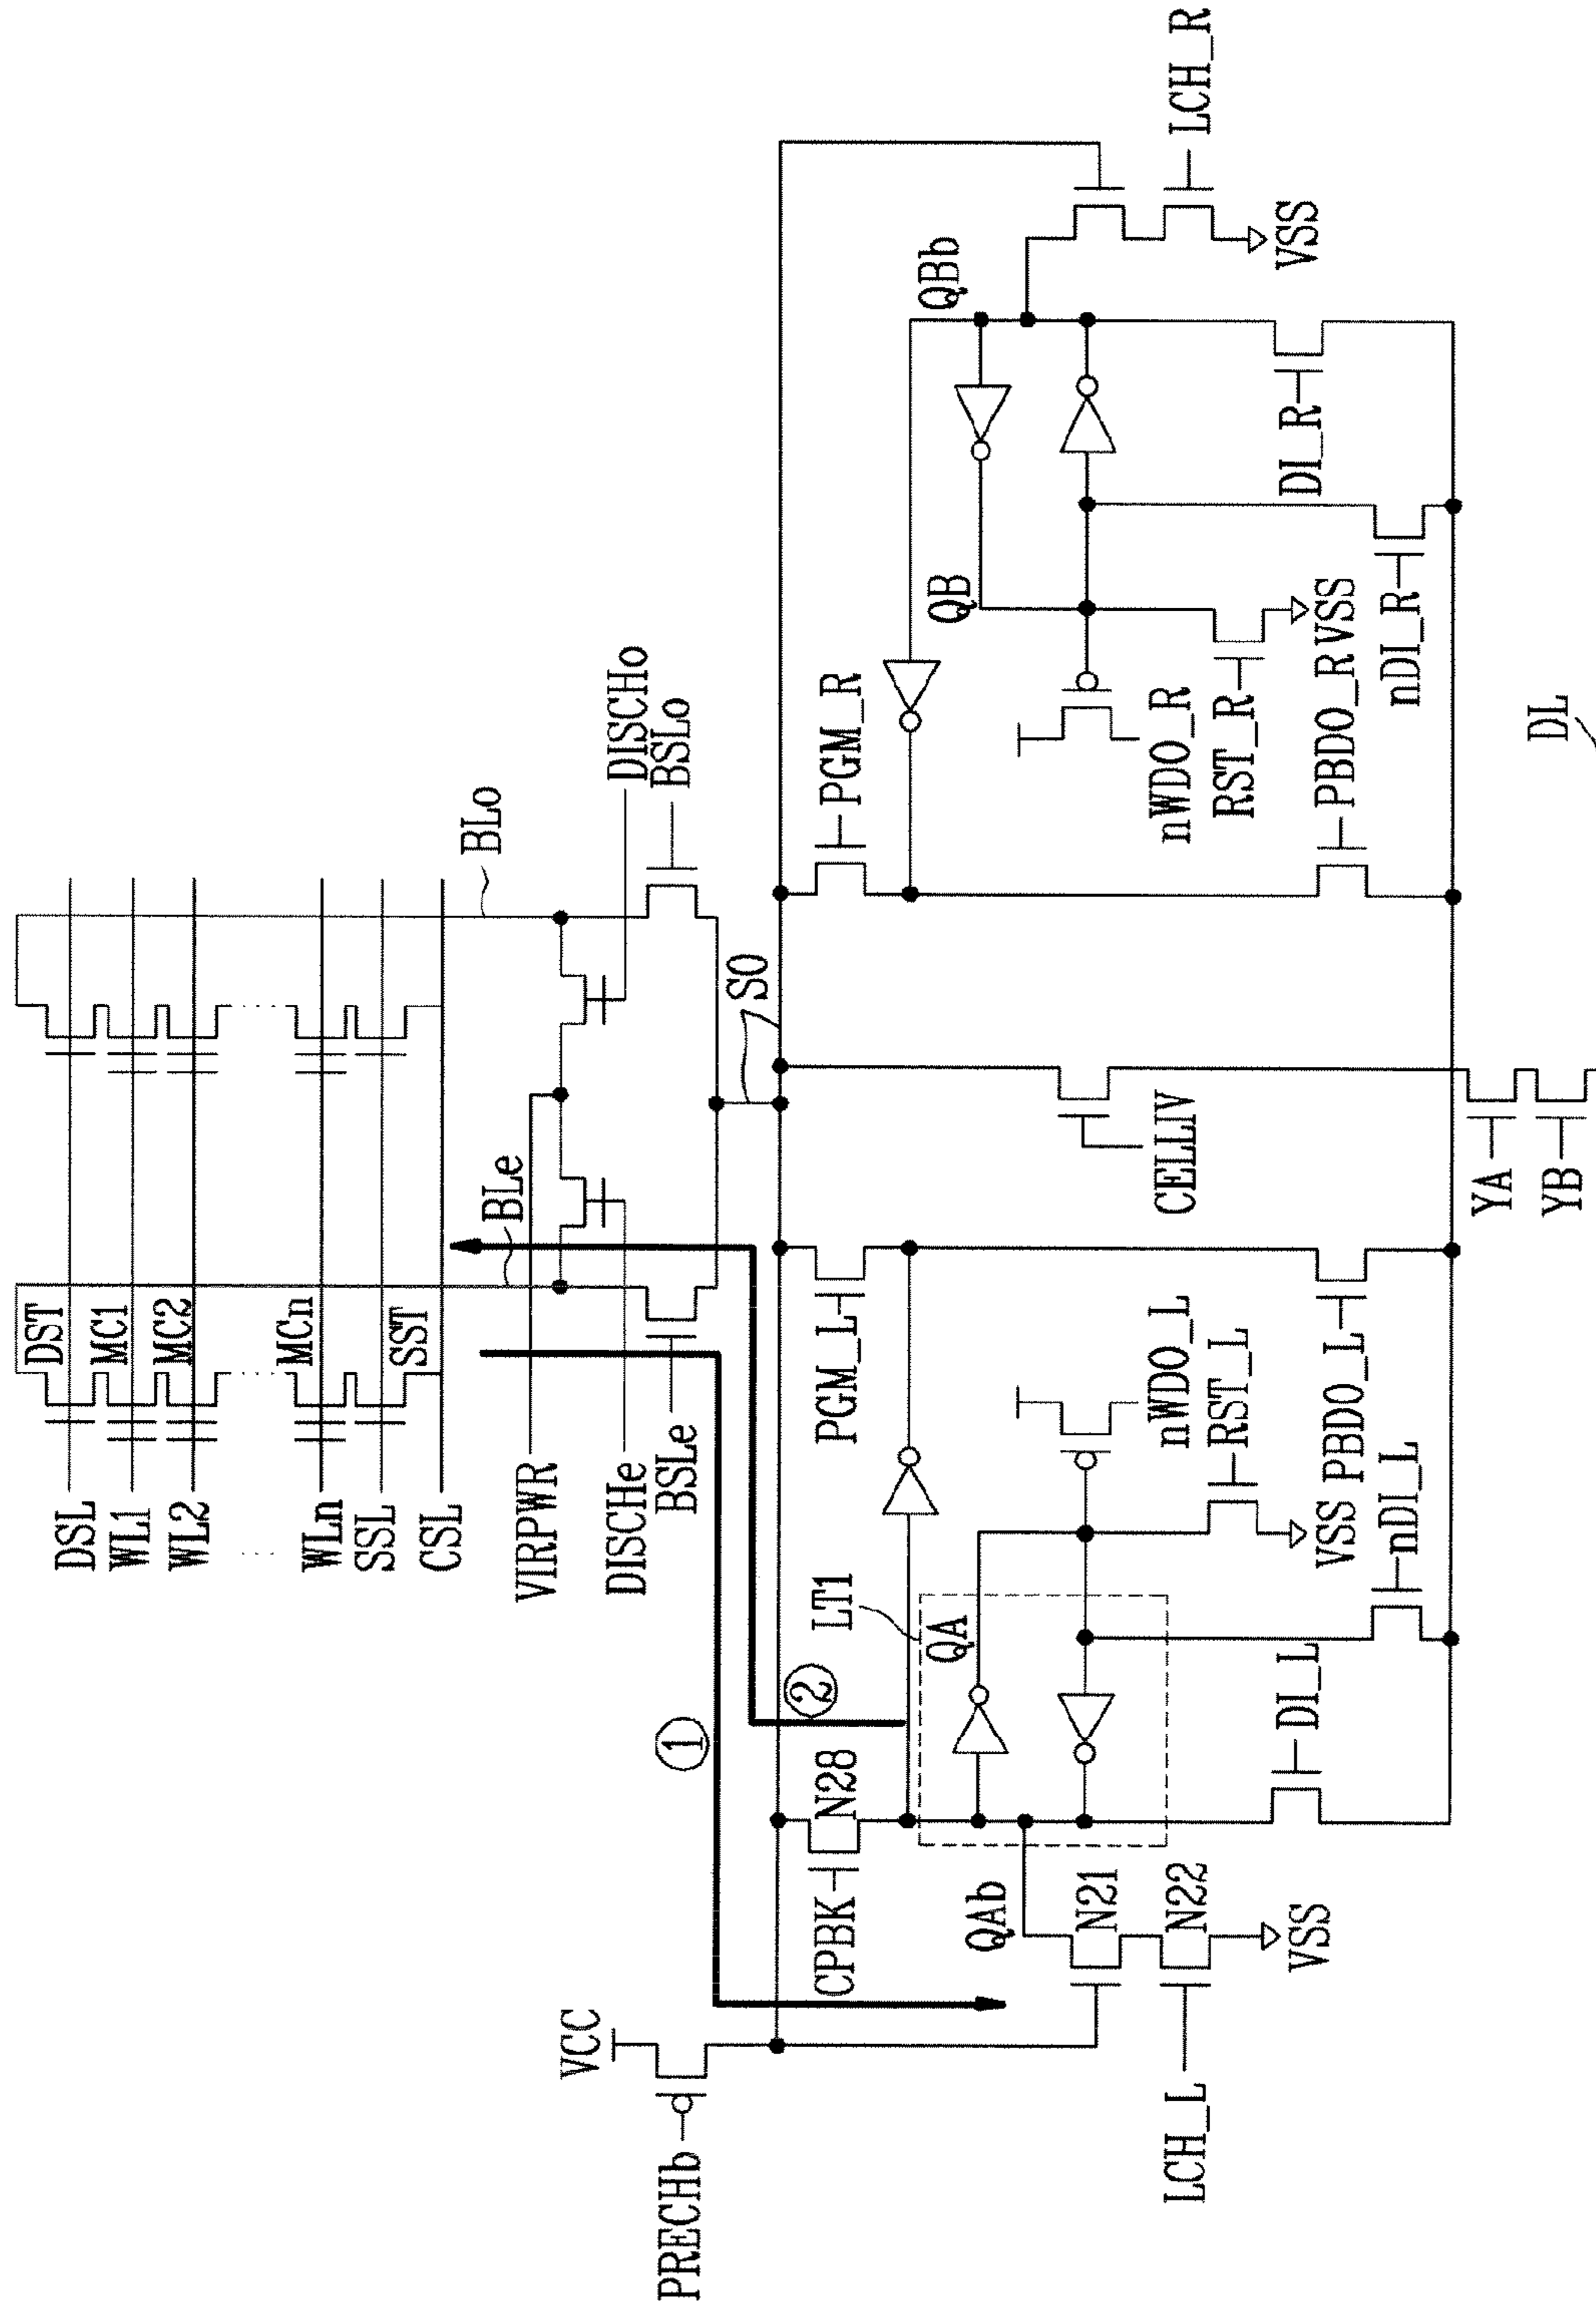 DSL
WL1
WL2
WLn
SSL
CSL
DST
MC1
MC2
MCn
SST
BLe
BLo
VIRPWR
DISCHe
BSLe
DISCHo
BSLo
SO
VCC
PRECHb
①
②
CPBK
N28
LT1
QA
QAb
N21
N22
VSS
LCH_L
PGM_L
nWDO_L
RST_L
VSS
PBDO_L
nDI_L
DI_L
CELLIV
YA
YB
DL
PGM_R
QB
QBb
nWDO_R
RST_R
VSS
PBDO_R
nDI_R
DI_R
LCH_R
VSS